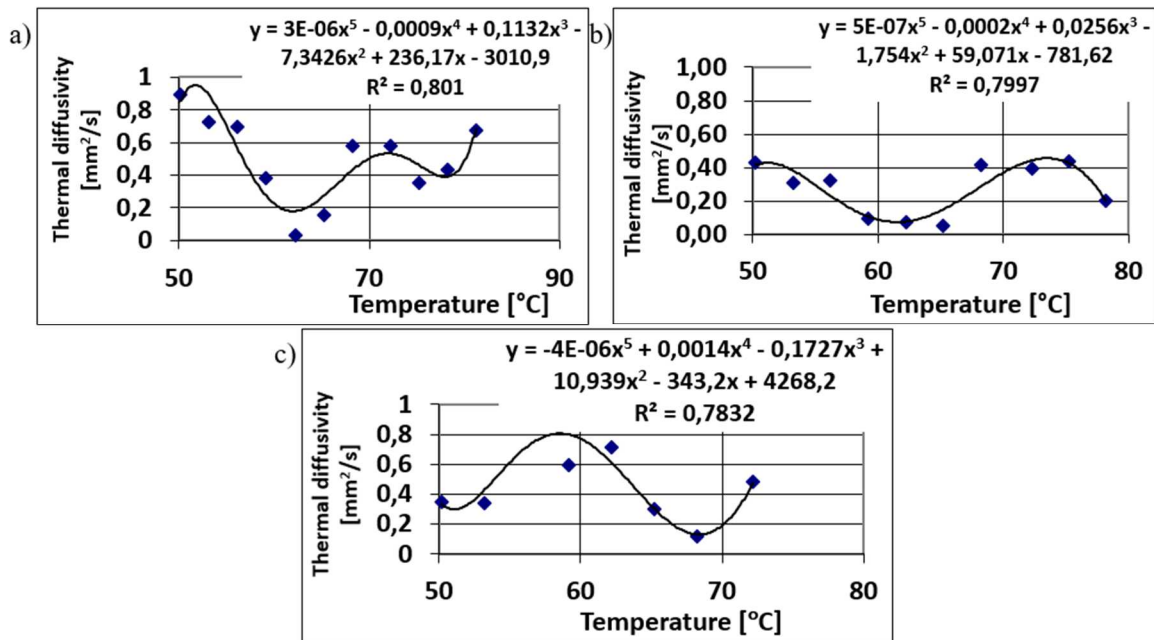 a)
y = 3E-06x⁵ - 0,0009x⁴ + 0,1132x³ -
7,3426x² + 236,17x - 3010,9
R² = 0,801
Thermal diffusivity
[mm²/s]
1
0,8
0,6
0,4
0,2
0
50 70 90
Temperature [°C]
b)
y = 5E-07x⁵ - 0,0002x⁴ + 0,0256x³ -
1,754x² + 59,071x - 781,62
R² = 0,7997
Thermal diffusivity
[mm²/s]
1,00
0,80
0,60
0,40
0,20
0,00
50 60 70 80
Temperature [°C]
c)
y = -4E-06x⁵ + 0,0014x⁴ - 0,1727x³ +
10,939x² - 343,2x + 4268,2
R² = 0,7832
Thermal diffusivity
[mm²/s]
1
0,8
0,6
0,4
0,2
0
50 60 70 80
Temperature [°C]